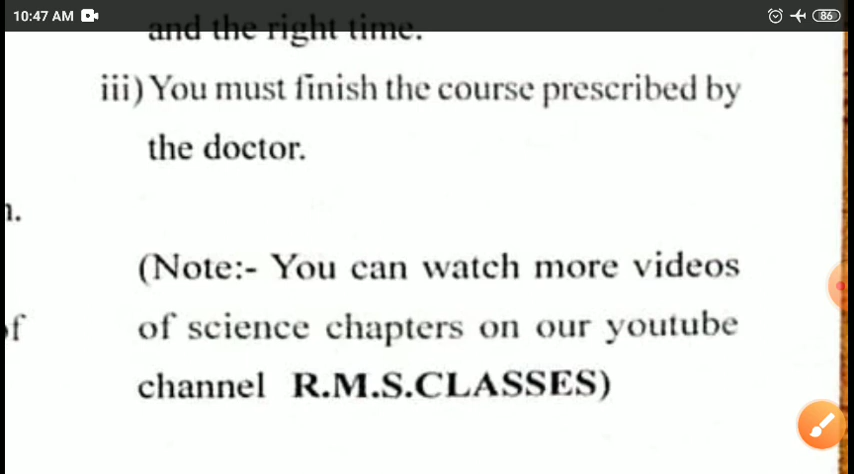 10:47 AM
86
and the right time.
iii) You must finish the course prescribed by
the doctor.
n.
of
(Note:- You can watch more videos
of science chapters on our youtube
channel R.M.S.CLASSES)